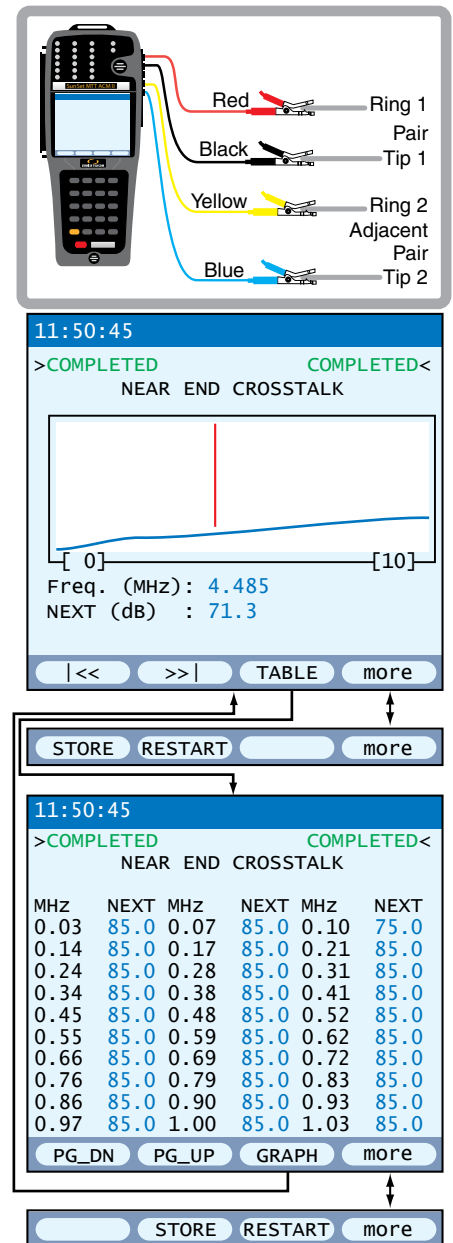 SunSet MTT ACM-II
Red
Ring 1
Pair
Black
Tip 1
Yellow
Ring 2
Adjacent
Pair
Blue
Tip 2
11:50:45
>COMPLETED COMPLETED<
NEAR END CROSSTALK
[ 0] [10]
Freq. (MHz): 4.485
NEXT (dB) : 71.3
|<< >>| TABLE more
STORE RESTART more
11:50:45
>COMPLETED COMPLETED<
NEAR END CROSSTALK
MHz NEXT MHz NEXT MHz NEXT
0.03 85.0 0.07 85.0 0.10 75.0
0.14 85.0 0.17 85.0 0.21 85.0
0.24 85.0 0.28 85.0 0.31 85.0
0.34 85.0 0.38 85.0 0.41 85.0
0.45 85.0 0.48 85.0 0.52 85.0
0.55 85.0 0.59 85.0 0.62 85.0
0.66 85.0 0.69 85.0 0.72 85.0
0.76 85.0 0.79 85.0 0.83 85.0
0.86 85.0 0.90 85.0 0.93 85.0
0.97 85.0 1.00 85.0 1.03 85.0
PG_DN PG_UP GRAPH more
STORE RESTART more